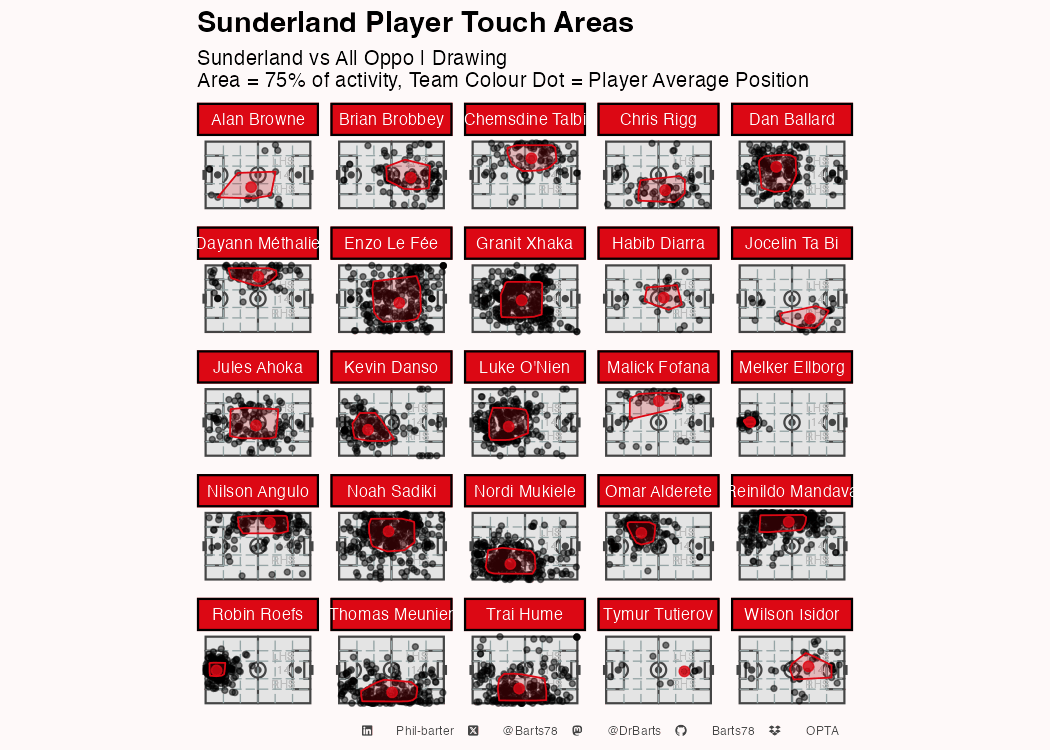 Sunderland Player Touch Areas
Sunderland vs All Oppo | Drawing
Area = 75% of activity, Team Colour Dot = Player Average Position
Alan Browne
Brian Brobbey
Chemsdine Talbi
Chris Rigg
Dan Ballard
Dayann Méthalie
Enzo Le Fée
Granit Xhaka
Habib Diarra
Jocelin Ta Bi
Jules Ahoka
Kevin Danso
Luke O'Nien
Malick Fofana
Melker Ellborg
Nilson Angulo
Noah Sadiki
Nordi Mukiele
Omar Alderete
Reinildo Mandava
Robin Roefs
Thomas Meunier
Trai Hume
Tymur Tutierov
Wilson Isidor
Phil-barter @Barts78 @DrBarts Barts78 OPTA